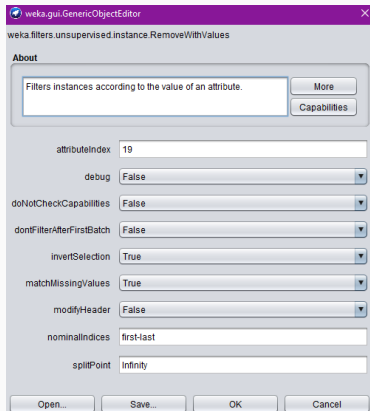 weka.gui.GenericObjectEditor
weka.filters.unsupervised.instance.RemoveWithValues
About
Filters instances according to the value of an attribute.
More
Capabilities
attributeIndex 19
debug False
doNotCheckCapabilities False
dontFilterAfterFirstBatch False
invertSelection True
matchMissingValues True
modifyHeader False
nominalIndices first-last
splitPoint Infinity
Open... Save... OK Cancel